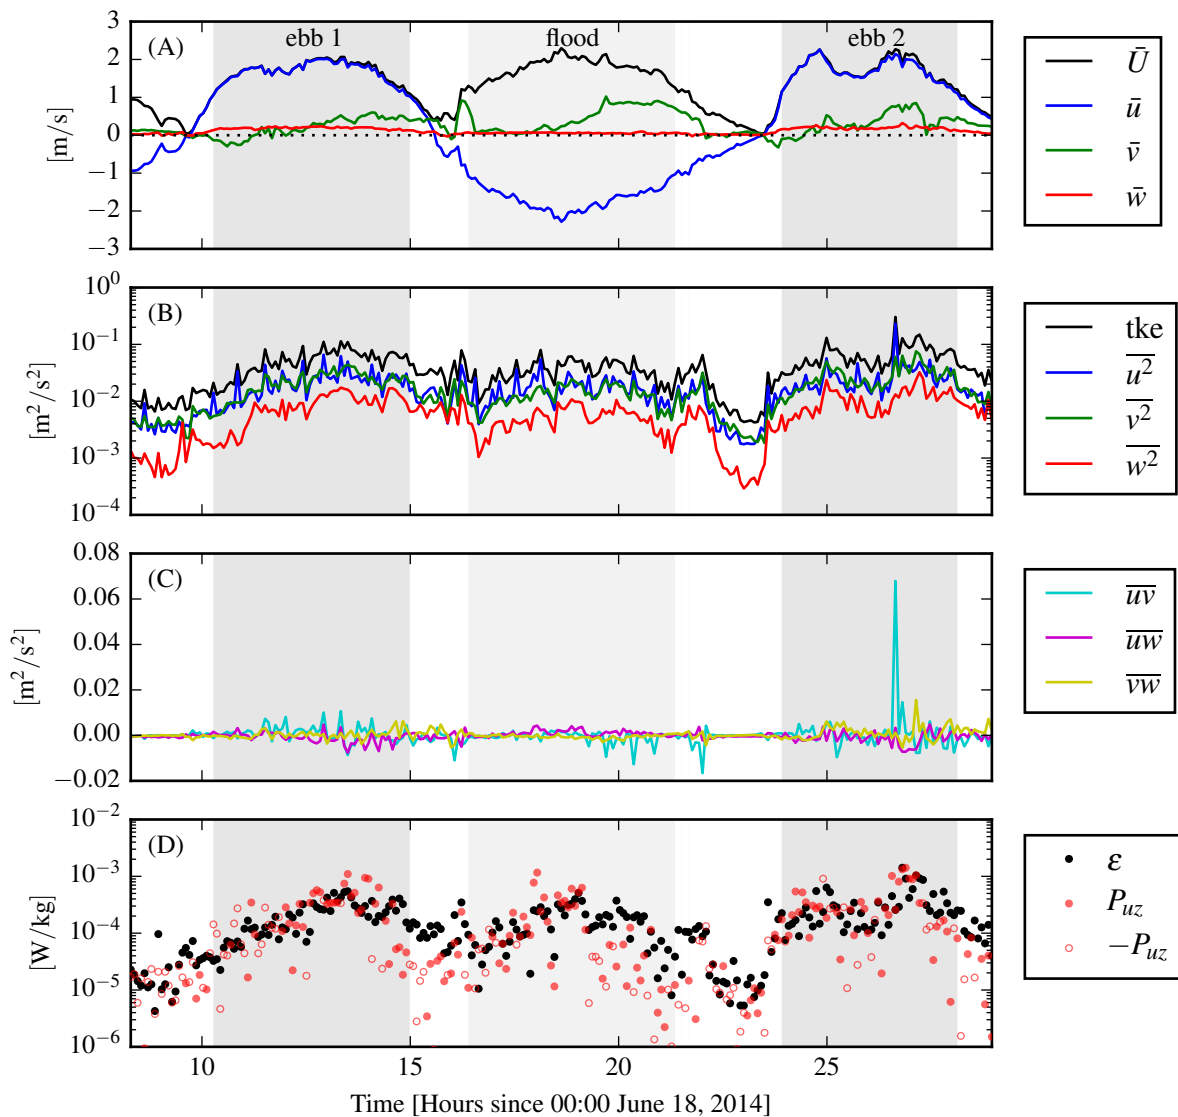 (A)
ebb 1
flood
ebb 2
3
2
1
0
−1
−2
−3
[m/s]
Ū
ū
v̄
w̄
(B)
10⁰
10⁻¹
10⁻²
10⁻³
10⁻⁴
[m²/s²]
tke
u²
v²
w²
(C)
0.08
0.06
0.04
0.02
0.00
−0.02
[m²/s²]
uv
uw
vw
(D)
10⁻²
10⁻³
10⁻⁴
10⁻⁵
10⁻⁶
[W/kg]
ε
P_uz
−P_uz
10
15
20
25
Time [Hours since 00:00 June 18, 2014]